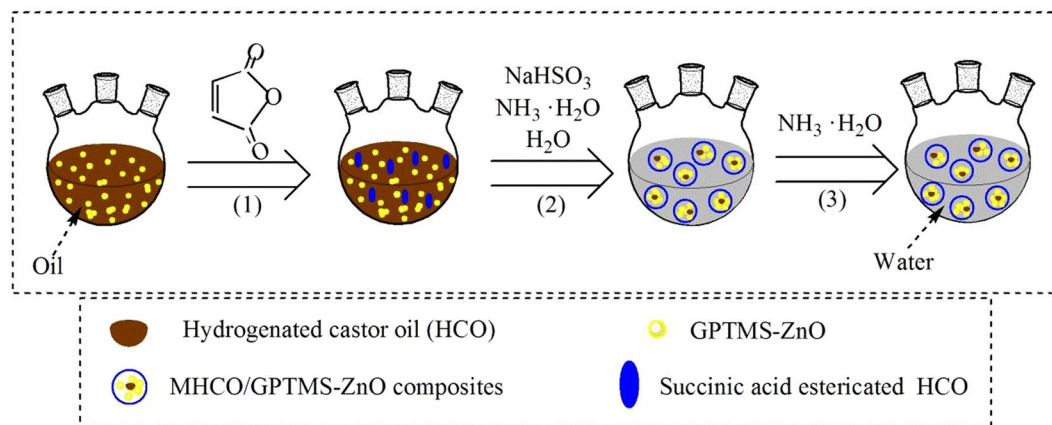 O
O
O
NaHSO3
NH3 ·H2O
H2O
NH3 ·H2O
(1)
(2)
(3)
Oil
Water
Hydrogenated castor oil (HCO)
GPTMS-ZnO
MHCO/GPTMS-ZnO composites
Succinic acid estericated HCO